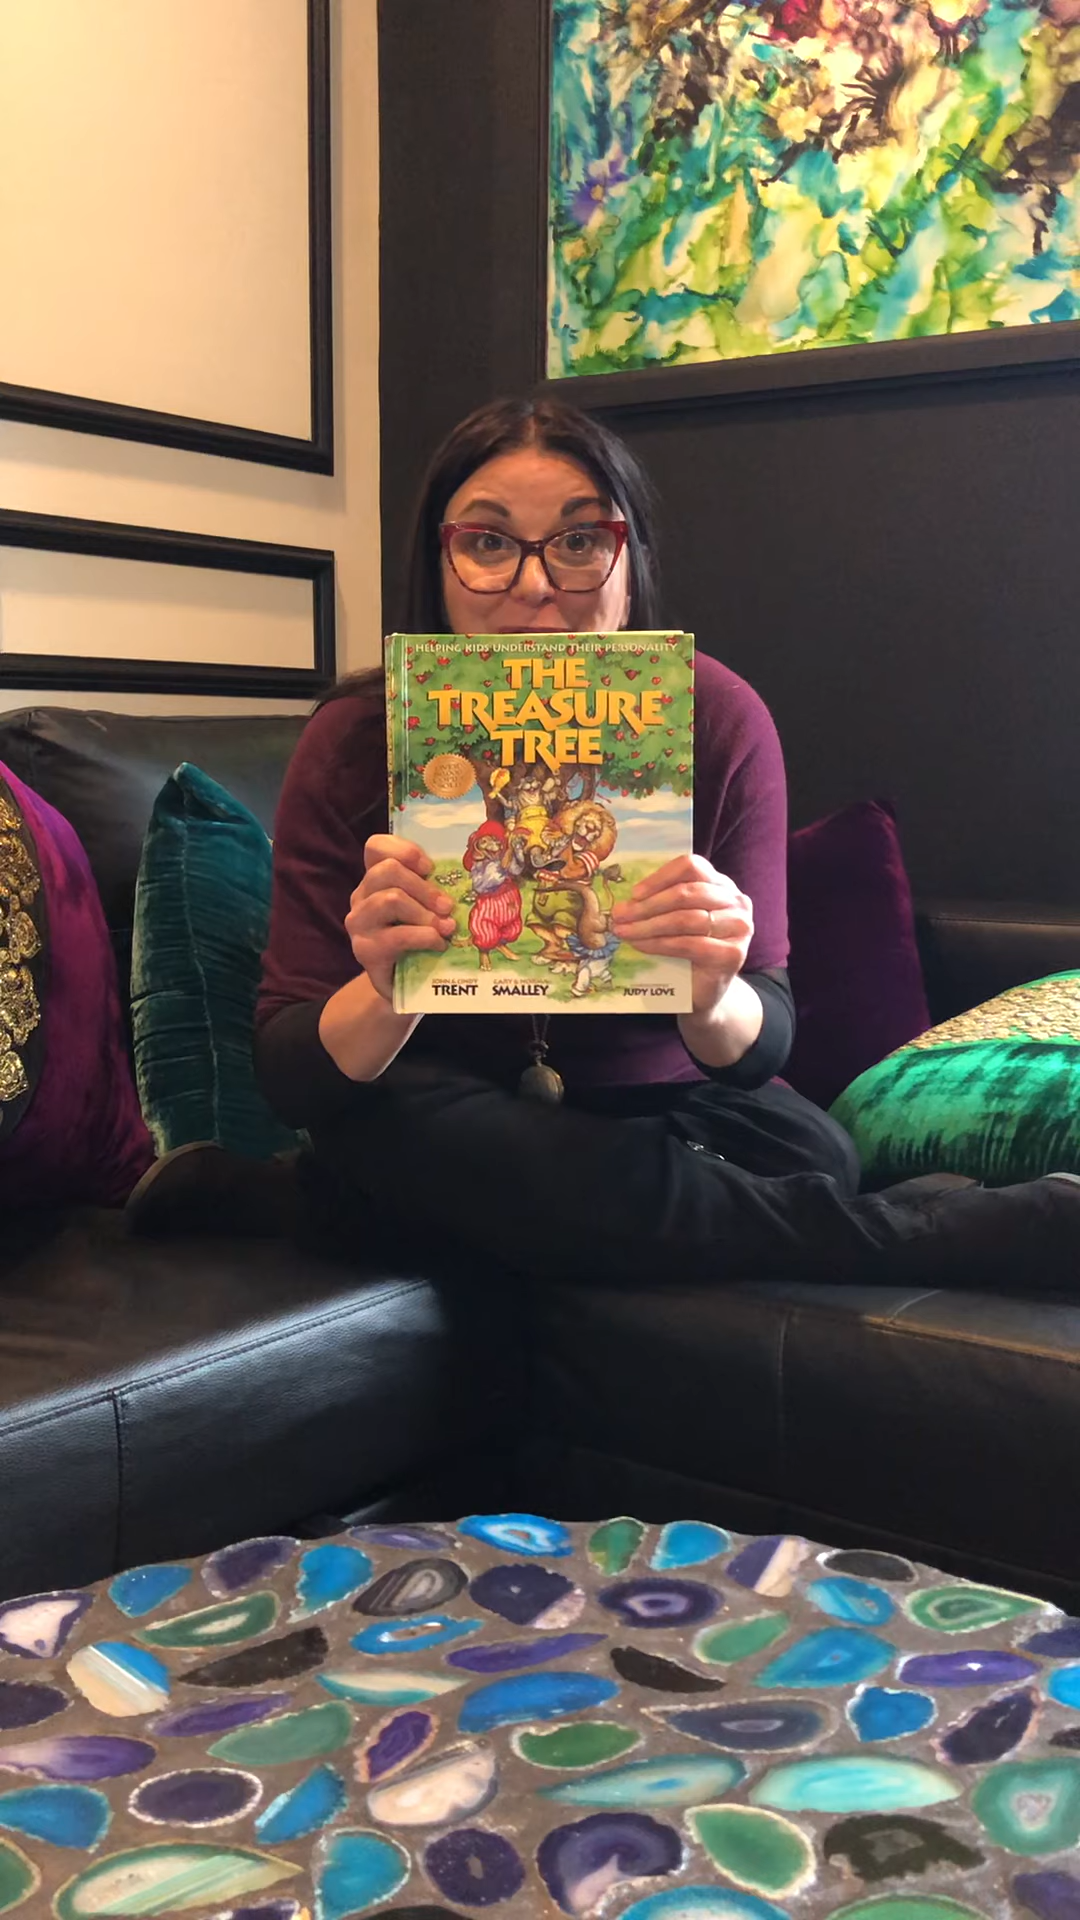 HELPING KIDS UNDERSTAND THEIR PERSONALITY
THE
TREASURE
TREE
JOHN & CINDY
TRENT
GARY & NORMA
SMALLEY
JUDY LOVE